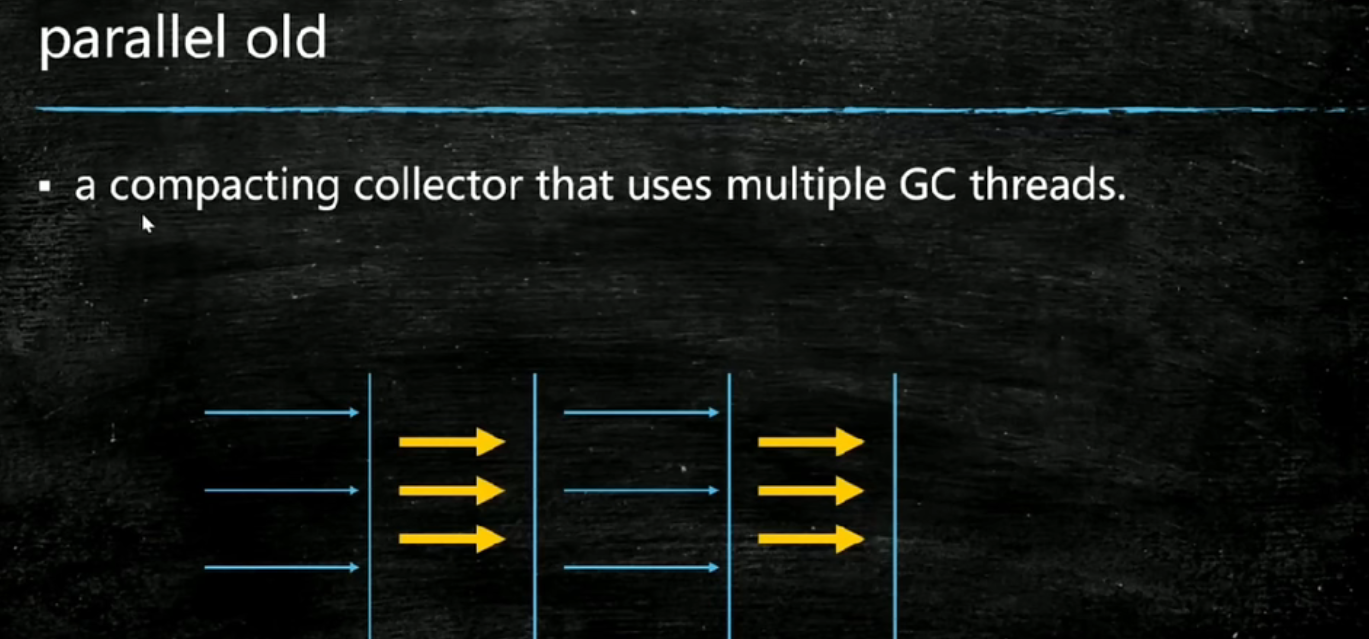 parallel old
▪ a compacting collector that uses multiple GC threads.